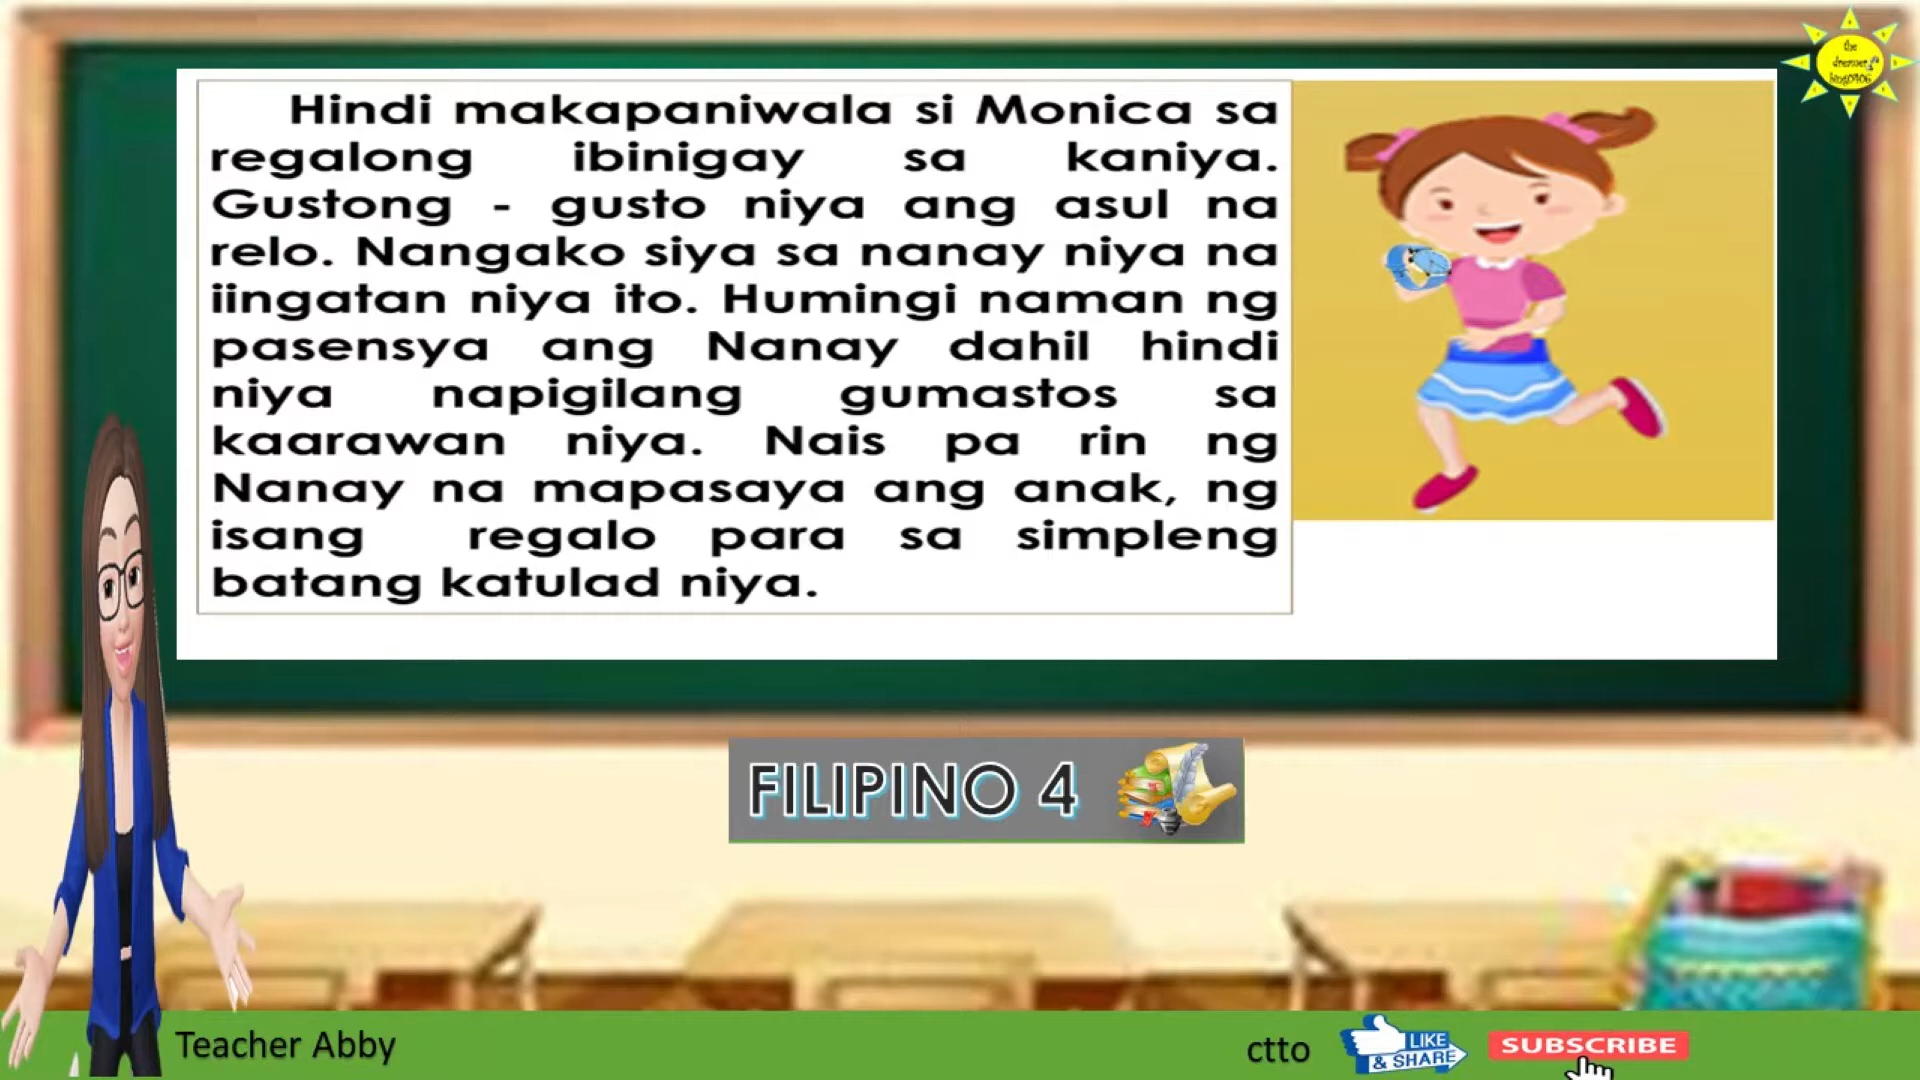 the
dreamer
king0406
Hindi makapaniwala si Monica sa
regalong ibinigay sa kaniya.
Gustong - gusto niya ang asul na
relo. Nangako siya sa nanay niya na
iingatan niya ito. Humingi naman ng
pasensya ang Nanay dahil hindi
niya napigilang gumastos sa
kaarawan niya. Nais pa rin ng
Nanay na mapasaya ang anak, ng
isang regalo para sa simpleng
batang katulad niya.
FILIPINO 4
Teacher Abby
ctto
LIKE
& SHARE
SUBSCRIBE